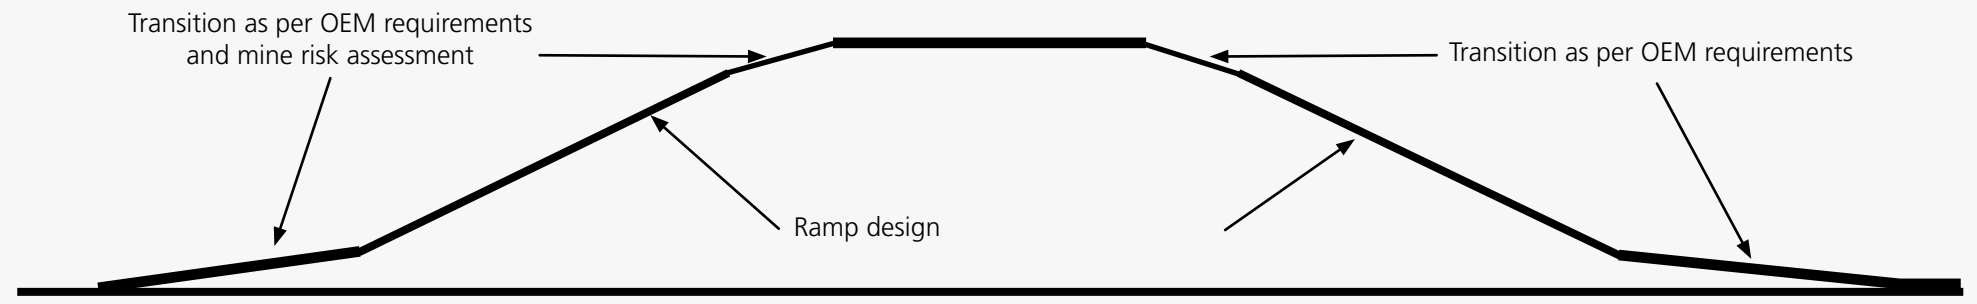 Transition as per OEM requirements
and mine risk assessment
Transition as per OEM requirements
Ramp design